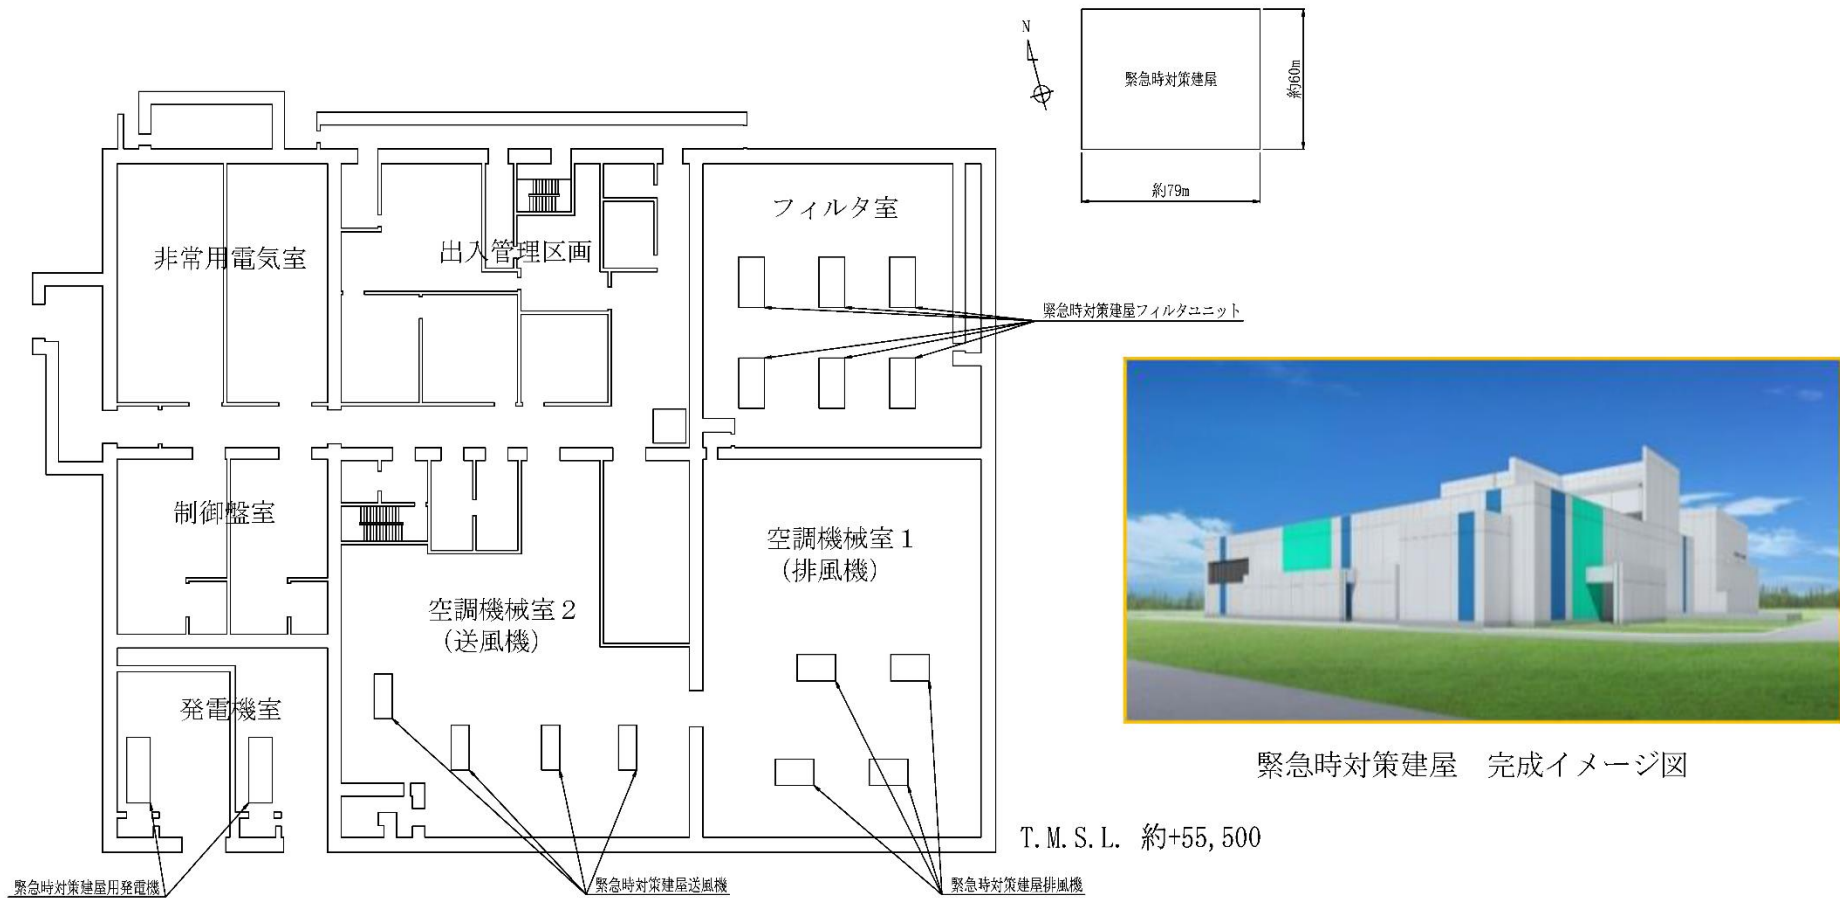 N
緊急時対策建屋
約60m
約79m
非常用電気室
出入管理区画
フィルタ室
緊急時対策建屋フィルタユニット
制御盤室
空調機械室１
（排風機）
空調機械室２
（送風機）
発電機室
緊急時対策建屋　完成イメージ図
T.M.S.L. 約+55,500
緊急時対策建屋用発電機
緊急時対策建屋送風機
緊急時対策建屋排風機